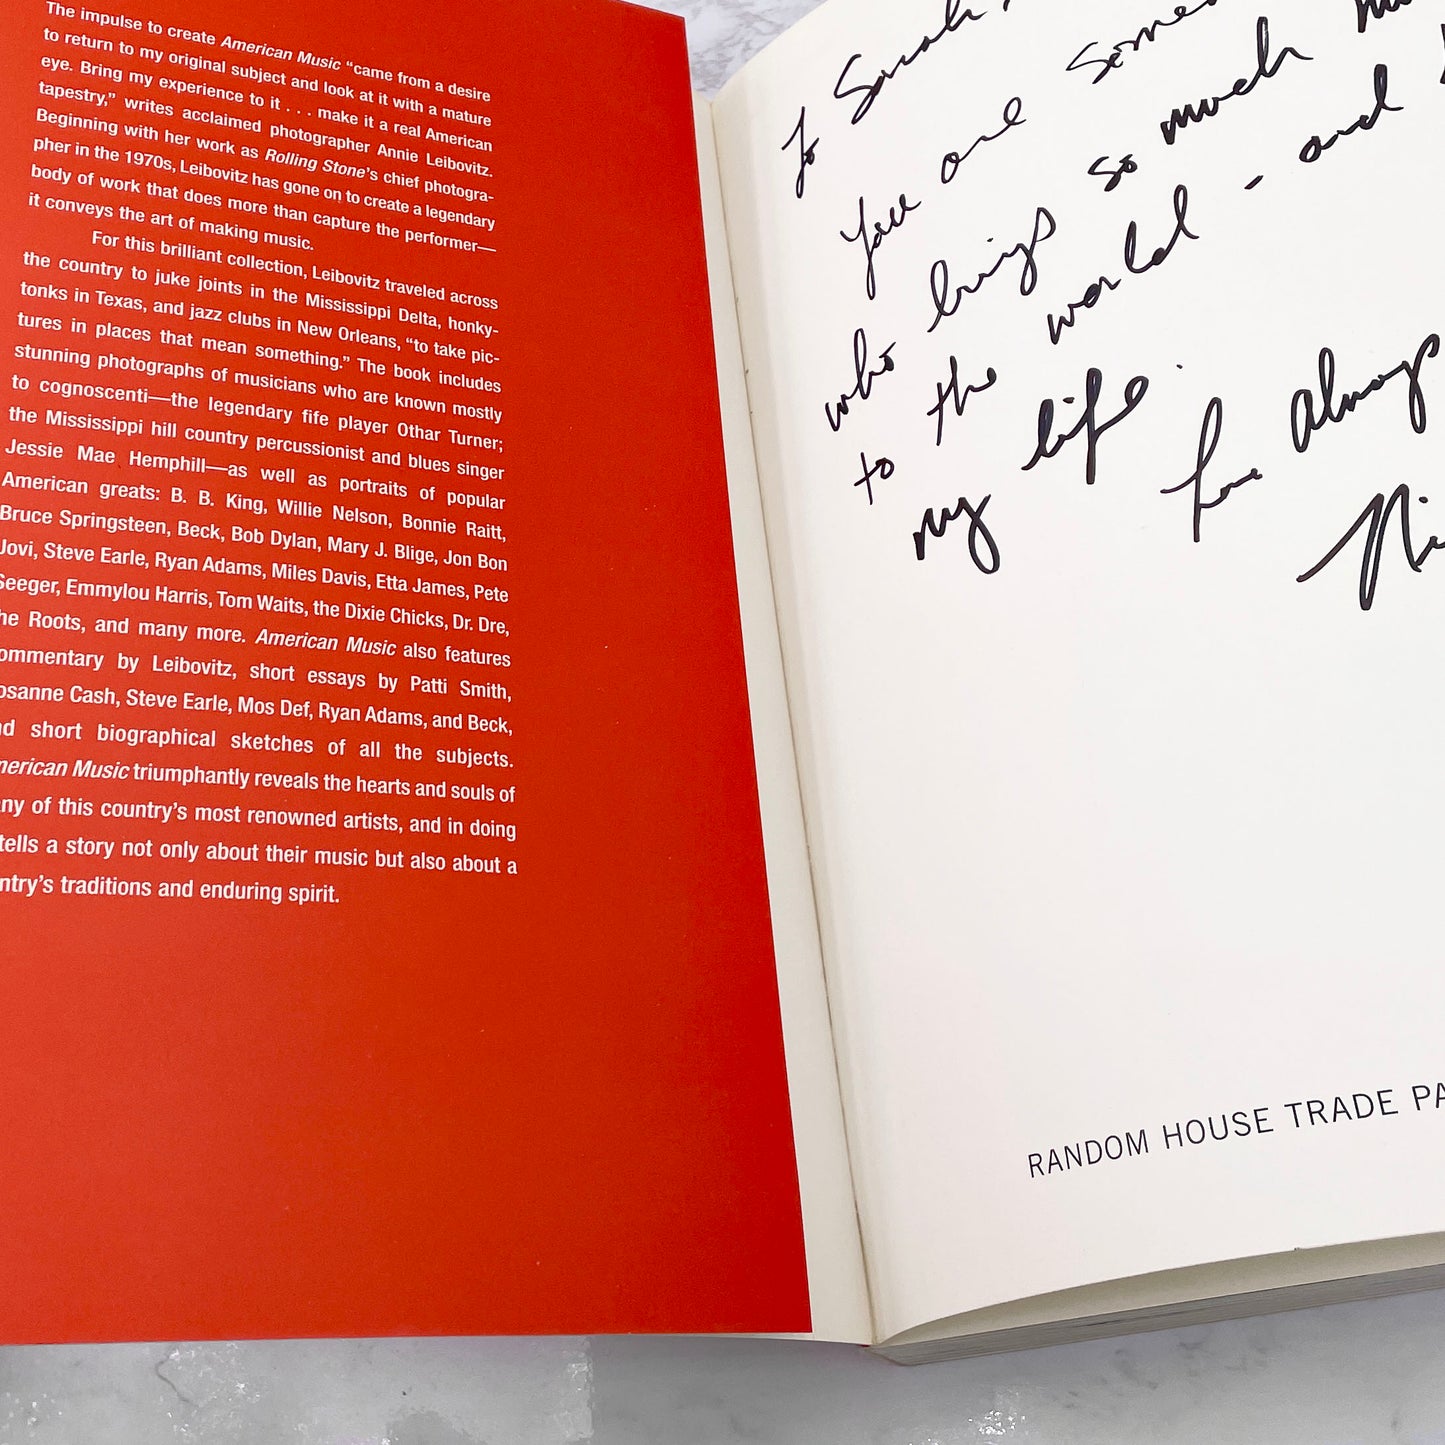 The impulse to create American Music “came from a desire
to return to my original subject and look at it with a mature
eye. Bring my experience to it . . . make it a real American
tapestry,” writes acclaimed photographer Annie Leibovitz.
Beginning with her work as Rolling Stone’s chief photogra-
pher in the 1970s, Leibovitz has gone on to create a legendary
body of work that does more than capture the performer—
it conveys the art of making music.
For this brilliant collection, Leibovitz traveled across
the country to juke joints in the Mississippi Delta, honky-
tonks in Texas, and jazz clubs in New Orleans, “to take pic-
tures in places that mean something.” The book includes
stunning photographs of musicians who are known mostly
to cognoscenti—the legendary fife player Othar Turner;
the Mississippi hill country percussionist and blues singer
Jessie Mae Hemphill—as well as portraits of popular
American greats: B. B. King, Willie Nelson, Bonnie Raitt,
Bruce Springsteen, Beck, Bob Dylan, Mary J. Blige, Jon Bon
Jovi, Steve Earle, Ryan Adams, Miles Davis, Etta James, Pete
Seeger, Emmylou Harris, Tom Waits, the Dixie Chicks, Dr. Dre,
he Roots, and many more. American Music also features
ommentary by Leibovitz, short essays by Patti Smith,
osanne Cash, Steve Earle, Mos Def, Ryan Adams, and Beck,
nd short biographical sketches of all the subjects.
merican Music triumphantly reveals the hearts and souls of
any of this country’s most renowned artists, and in doing
tells a story not only about their music but also about a
ntry’s traditions and enduring spirit.
To Sarah,
You are Some
who brings so much
to the world - and
my life.
Love Always
Ni
RANDOM HOUSE TRADE PA